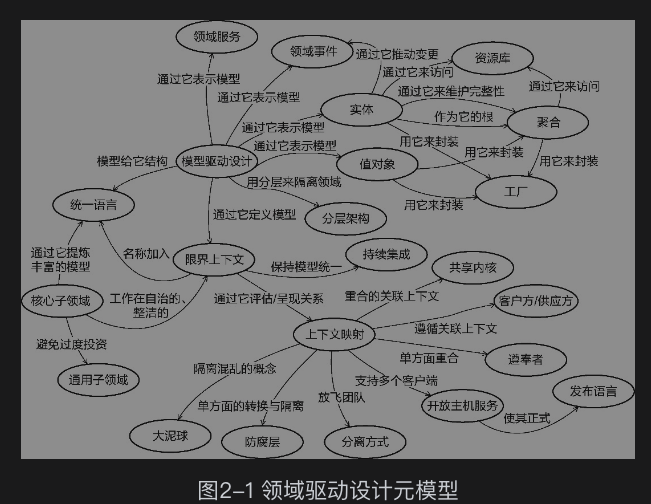 领域服务
领域事件
通过它推动变更
资源库
通过它来访问
通过它表示模型
通过它来维护完整性
通过它来访问
通过它表示模型
实体
作为它的根
聚合
通过它表示模型
通过它表示模型
用它来封装
用它来封装
用它来封装
模型给它结构
模型驱动设计
值对象
用分层来隔离领域
工厂
统一语言
用它来封装
通过它定义模型
分层架构
通过它提炼
丰富的模型
名称加入
限界上下文
保持模型统一
持续集成
共享内核
核心子领域
工作在自治的、
整洁的
通过它评估/呈现关系
重合的关联上下文
客户方/供应方
遵循关联上下文
上下义映射
避免过度投资
单方面重合
遵奉者
隔离混乱的概念
通用子领域
支持多个客户端
发布语言
单方面的转换与隔离
放飞团队
开放主机服务
使其正式
大泥球
防腐层
分离方式
图2-1 领域驱动设计元模型